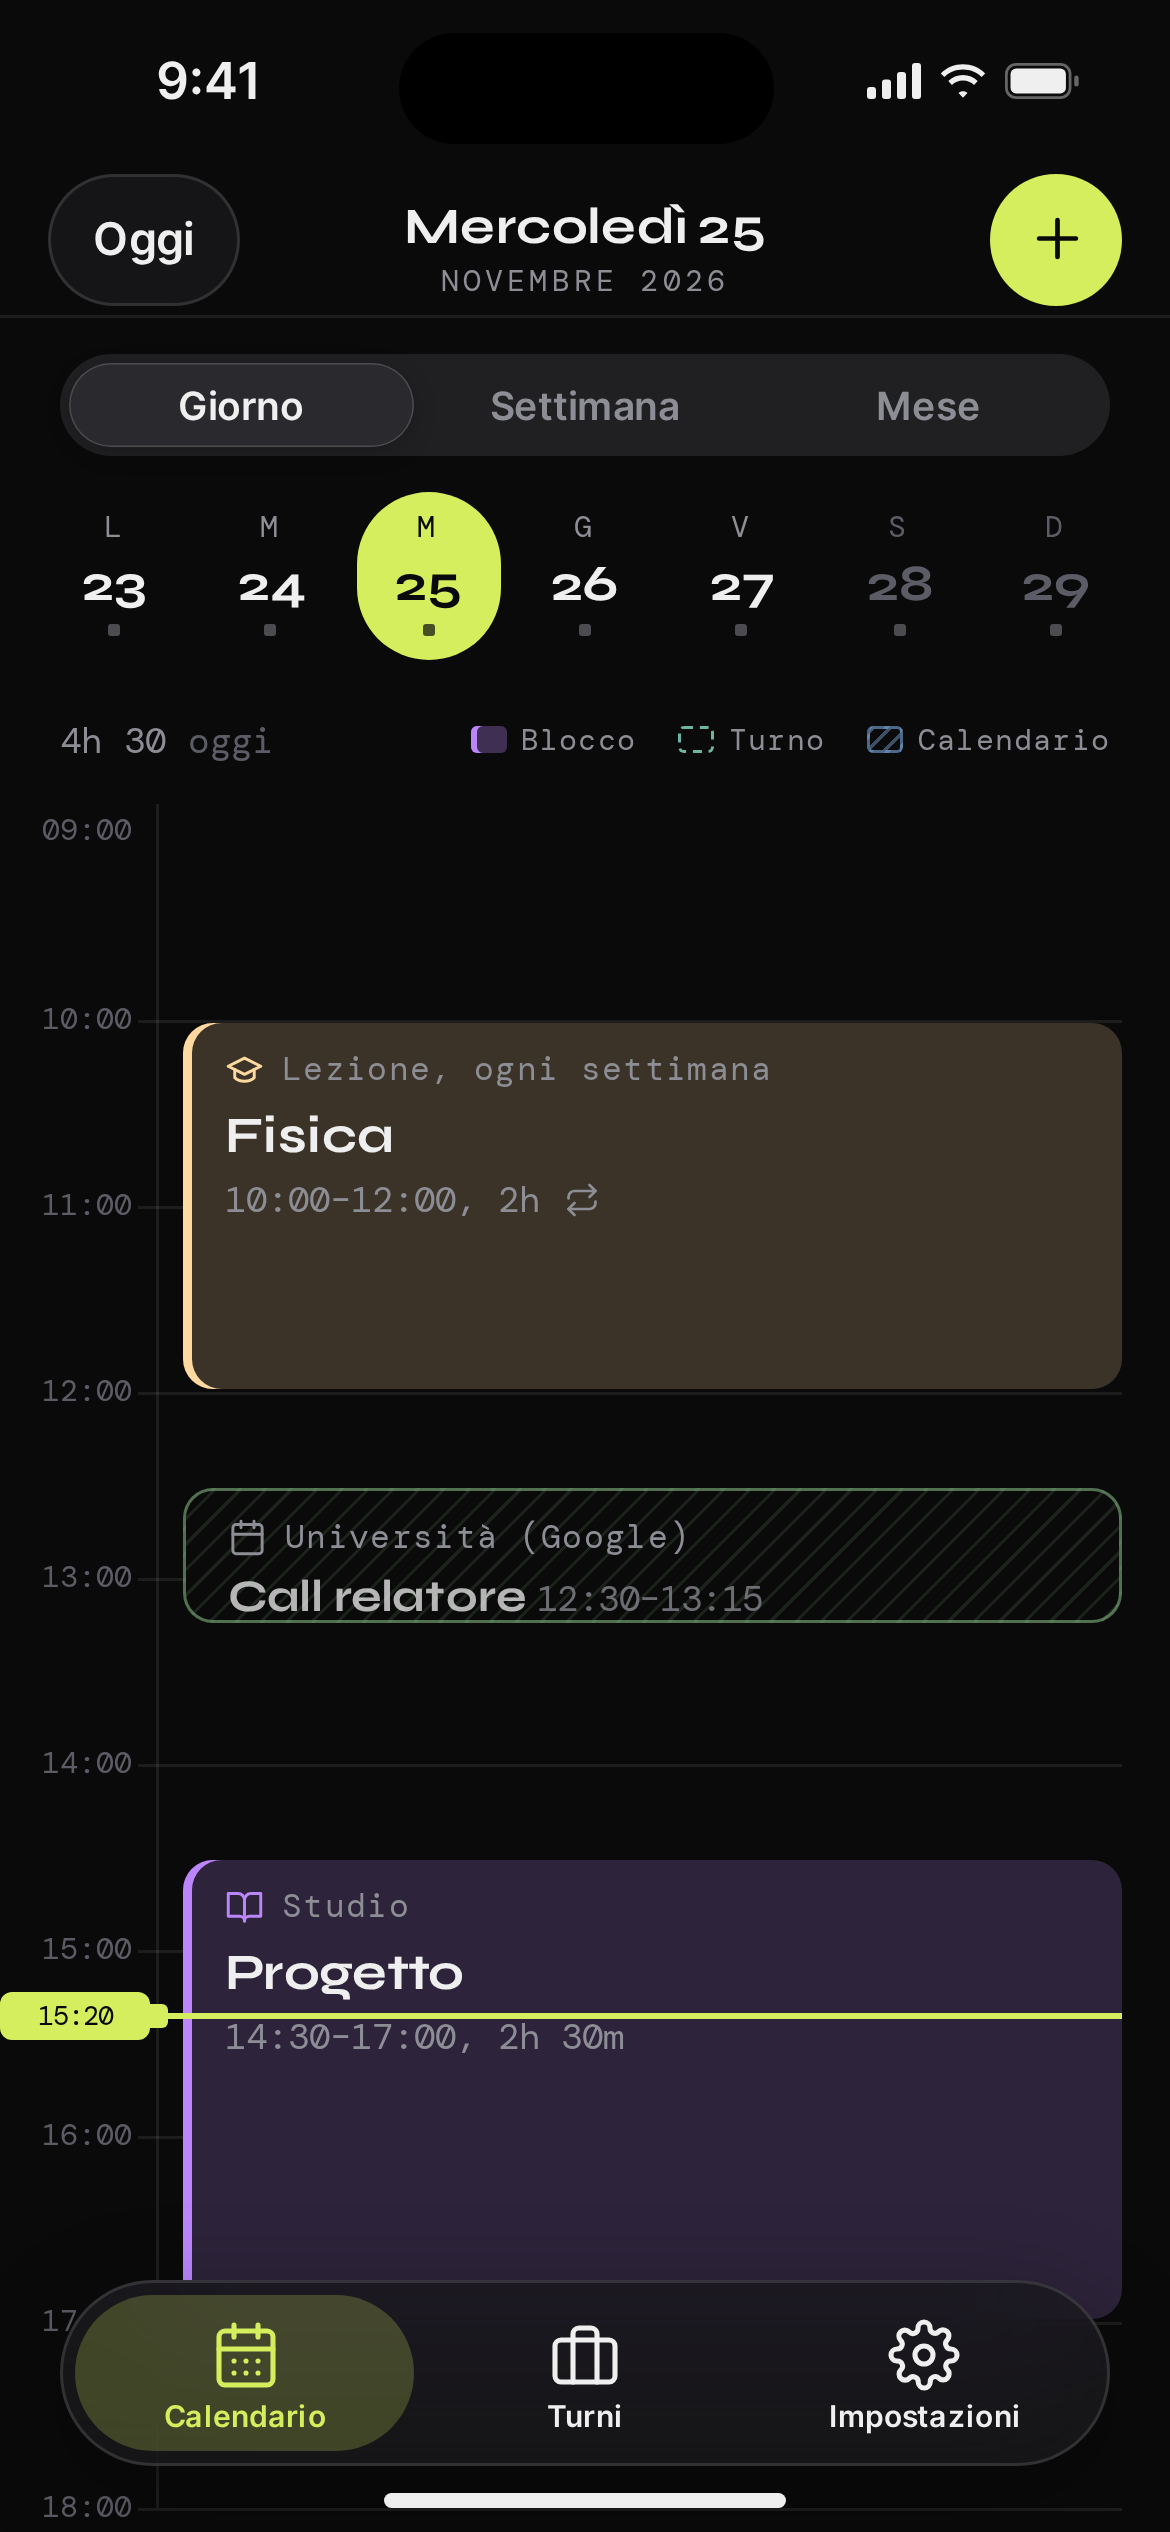 9:41
Oggi
Mercoledì 25
NOVEMBRE 2026
Giorno Settimana Mese
L M M G V S D
23 24 25 26 27 28 29
4h 30 oggi Blocco Turno Calendario
09:00
10:00
Lezione, ogni settimana
Fisica
10:00–12:00, 2h
11:00
12:00
Università (Google)
13:00
Call relatore 12:30–13:15
14:00
Studio
15:00
Progetto
15:20
14:30–17:00, 2h 30m
16:00
17
Calendario Turni Impostazioni
18:00